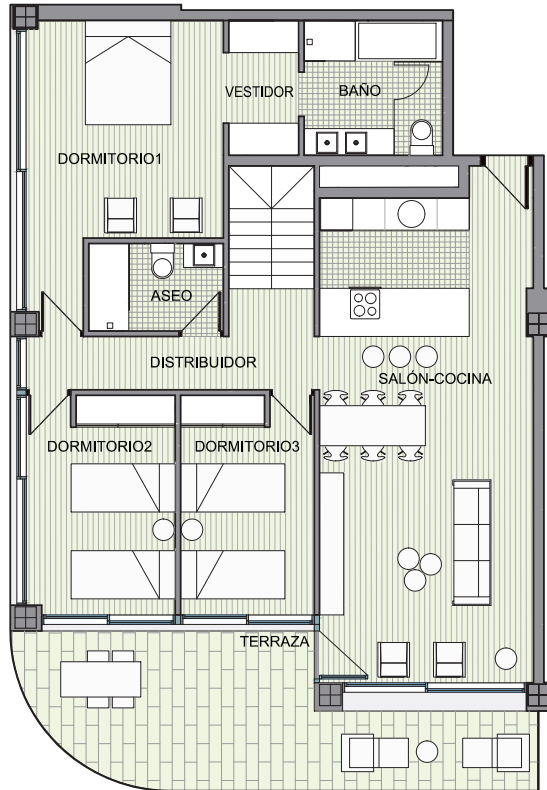 VESTIDOR
BAÑO
DORMITORIO1
ASEO
DISTRIBUIDOR
SALÓN-COCINA
DORMITORIO2
DORMITORIO3
TERRAZA